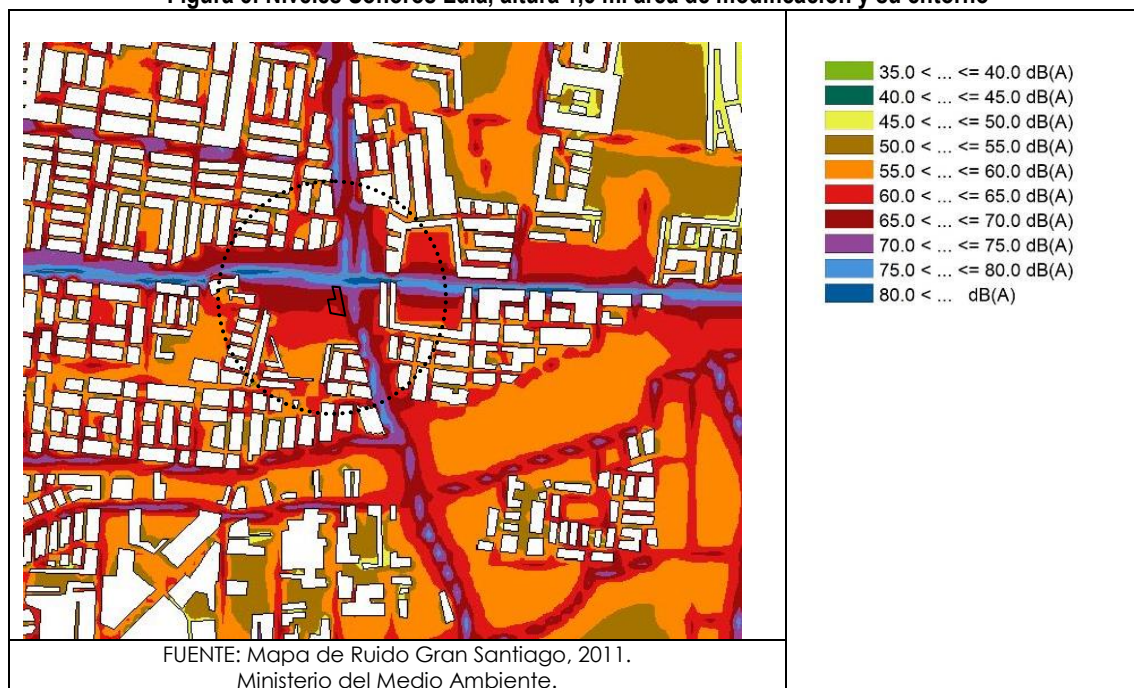 35.0 < ... <= 40.0 dB(A)
40.0 < ... <= 45.0 dB(A)
45.0 < ... <= 50.0 dB(A)
50.0 < ... <= 55.0 dB(A)
55.0 < ... <= 60.0 dB(A)
60.0 < ... <= 65.0 dB(A)
65.0 < ... <= 70.0 dB(A)
70.0 < ... <= 75.0 dB(A)
75.0 < ... <= 80.0 dB(A)
80.0 < ... dB(A)
FUENTE: Mapa de Ruido Gran Santiago, 2011.
Ministerio del Medio Ambiente.